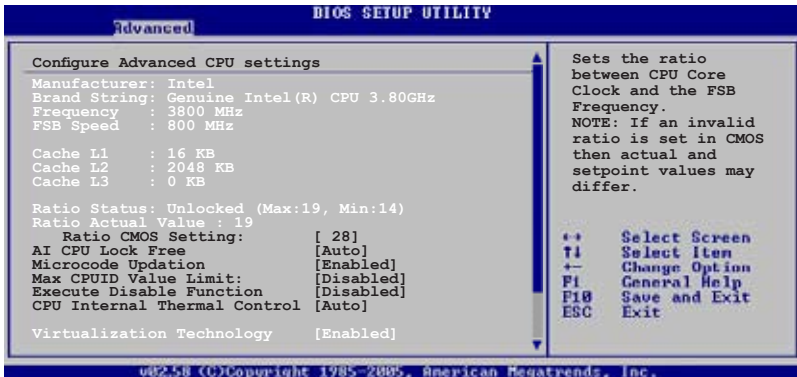 BIOS SETUP UTILITY
Advanced
Configure Advanced CPU settings
Manufacturer: Intel
Brand String: Genuine Intel(R) CPU 3.80GHz
Frequency : 3800 MHz
FSB Speed : 800 MHz
Cache L1 : 16 KB
Cache L2 : 2048 KB
Cache L3 : 0 KB
Ratio Status: Unlocked (Max:19, Min:14)
Ratio Actual Value : 19
Ratio CMOS Setting: [ 28]
AI CPU Lock Free [Auto]
Microcode Updation [Enabled]
Max CPUID Value Limit: [Disabled]
Execute Disable Function [Disabled]
CPU Internal Thermal Control [Auto]
Virtualization Technology [Enabled]
Sets the ratio
between CPU Core
Clock and the FSB
Frequency.
NOTE: If an invalid
ratio is set in CMOS
then actual and
setpoint values may
differ.
↔ Select Screen
↑↓ Select Item
+- Change Option
F1 General Help
F10 Save and Exit
ESC Exit
v02.58 (C)Copyright 1985-2005, American Megatrends, Inc.